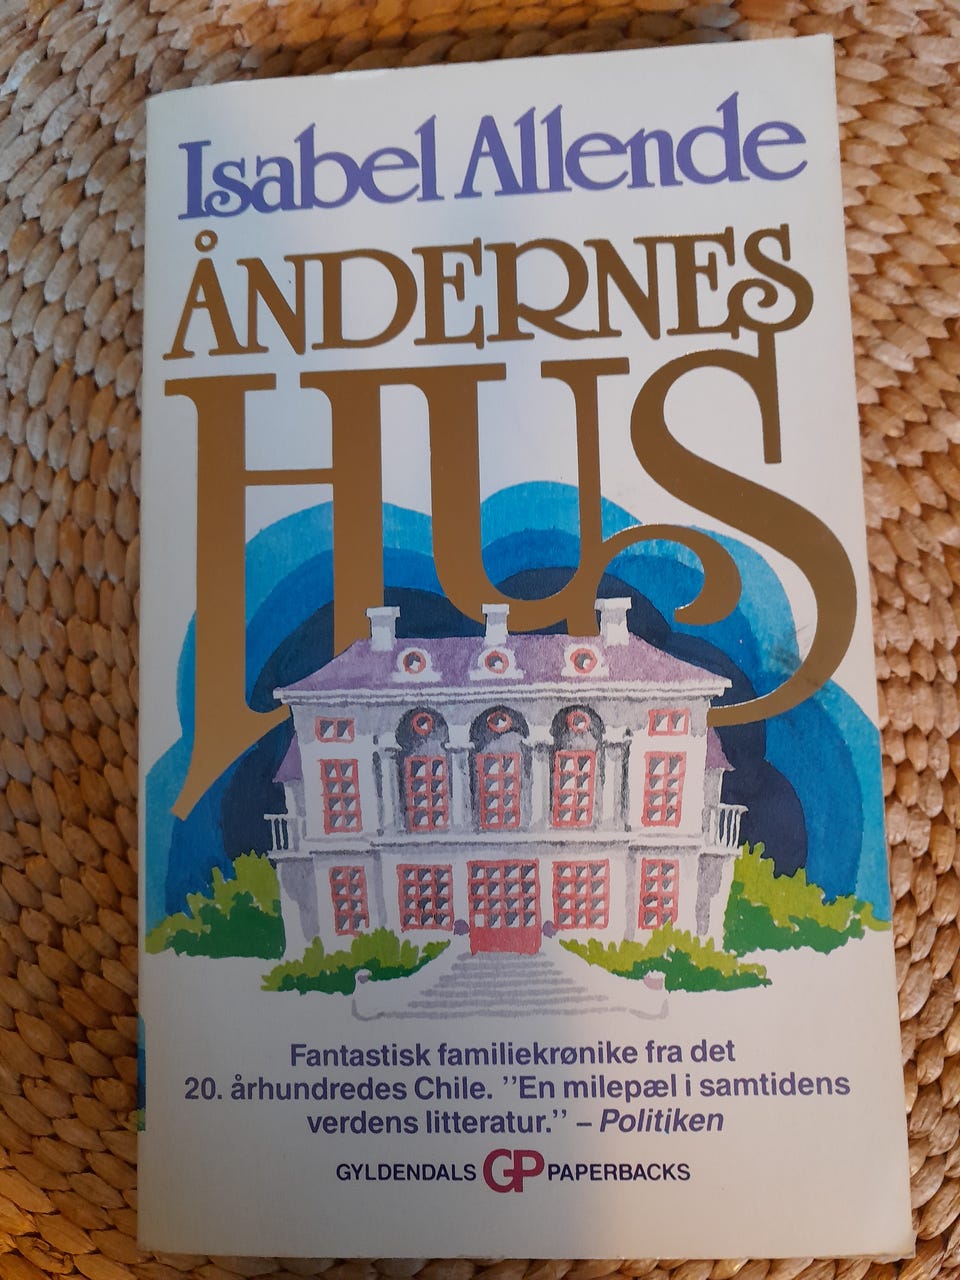 Isabel Allende
ÅNDERNES
HUS
Fantastisk familiekrønike fra det
20. århundredes Chile. ”En milepæl i samtidens
verdens litteratur.” – Politiken
GYLDENDALS GP PAPERBACKS